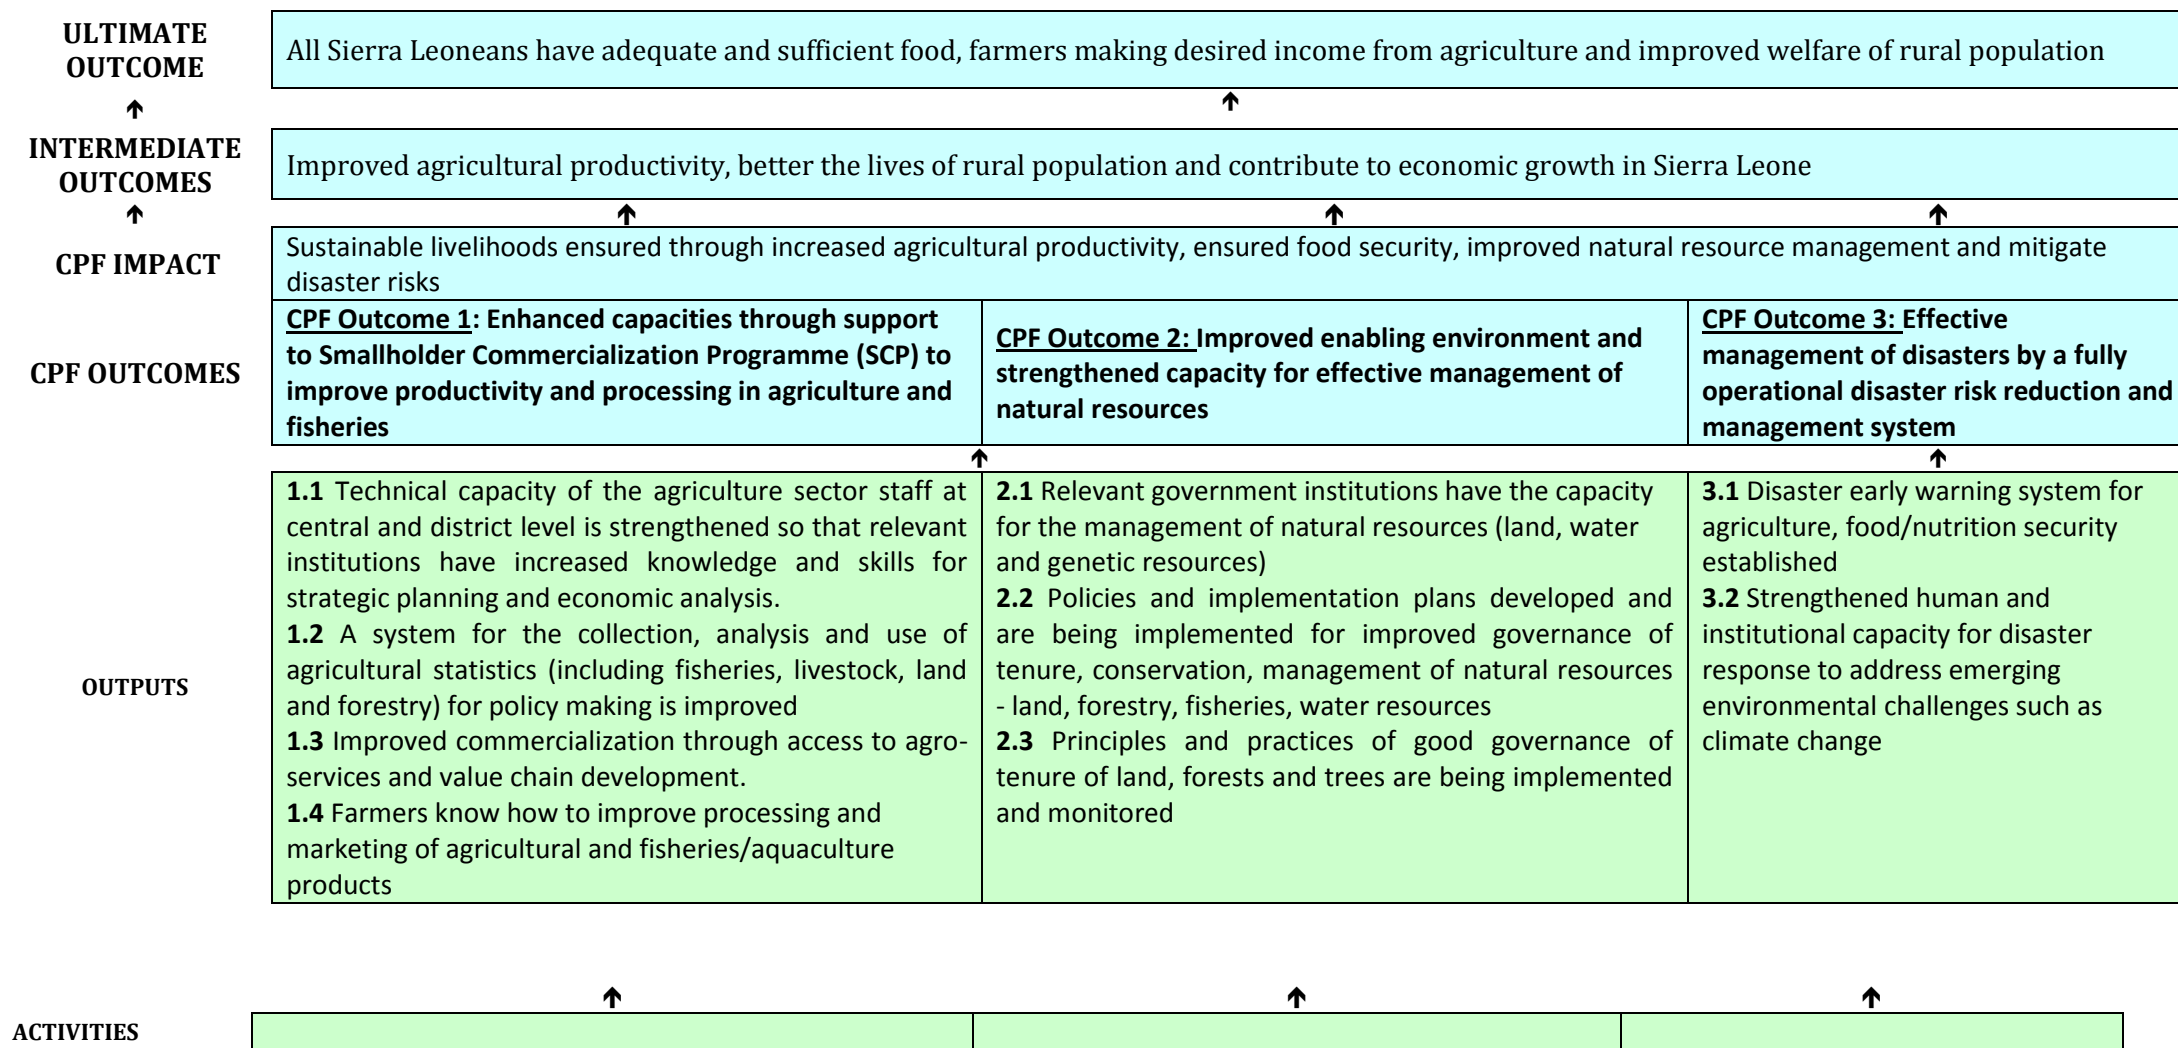 ULTIMATE
OUTCOME
All Sierra Leoneans have adequate and sufficient food, farmers making desired income from agriculture and improved welfare of rural population
INTERMEDIATE
OUTCOMES
Improved agricultural productivity, better the lives of rural population and contribute to economic growth in Sierra Leone
CPF IMPACT
Sustainable livelihoods ensured through increased agricultural productivity, ensured food security, improved natural resource management and mitigate
disaster risks
CPF OUTCOMES
CPF Outcome 1: Enhanced capacities through support
to Smallholder Commercialization Programme (SCP) to
improve productivity and processing in agriculture and
fisheries
CPF Outcome 2: Improved enabling environment and
strengthened capacity for effective management of
natural resources
CPF Outcome 3: Effective
management of disasters by a fully
operational disaster risk reduction and
management system
OUTPUTS
1.1 Technical capacity of the agriculture sector staff at
central and district level is strengthened so that relevant
institutions have increased knowledge and skills for
strategic planning and economic analysis.
1.2 A system for the collection, analysis and use of
agricultural statistics (including fisheries, livestock, land
and forestry) for policy making is improved
1.3 Improved commercialization through access to agro-
services and value chain development.
1.4 Farmers know how to improve processing and
marketing of agricultural and fisheries/aquaculture
products
2.1 Relevant government institutions have the capacity
for the management of natural resources (land, water
and genetic resources)
2.2 Policies and implementation plans developed and
are being implemented for improved governance of
tenure, conservation, management of natural resources
- land, forestry, fisheries, water resources
2.3 Principles and practices of good governance of
tenure of land, forests and trees are being implemented
and monitored
3.1 Disaster early warning system for
agriculture, food/nutrition security
established
3.2 Strengthened human and
institutional capacity for disaster
response to address emerging
environmental challenges such as
climate change
ACTIVITIES